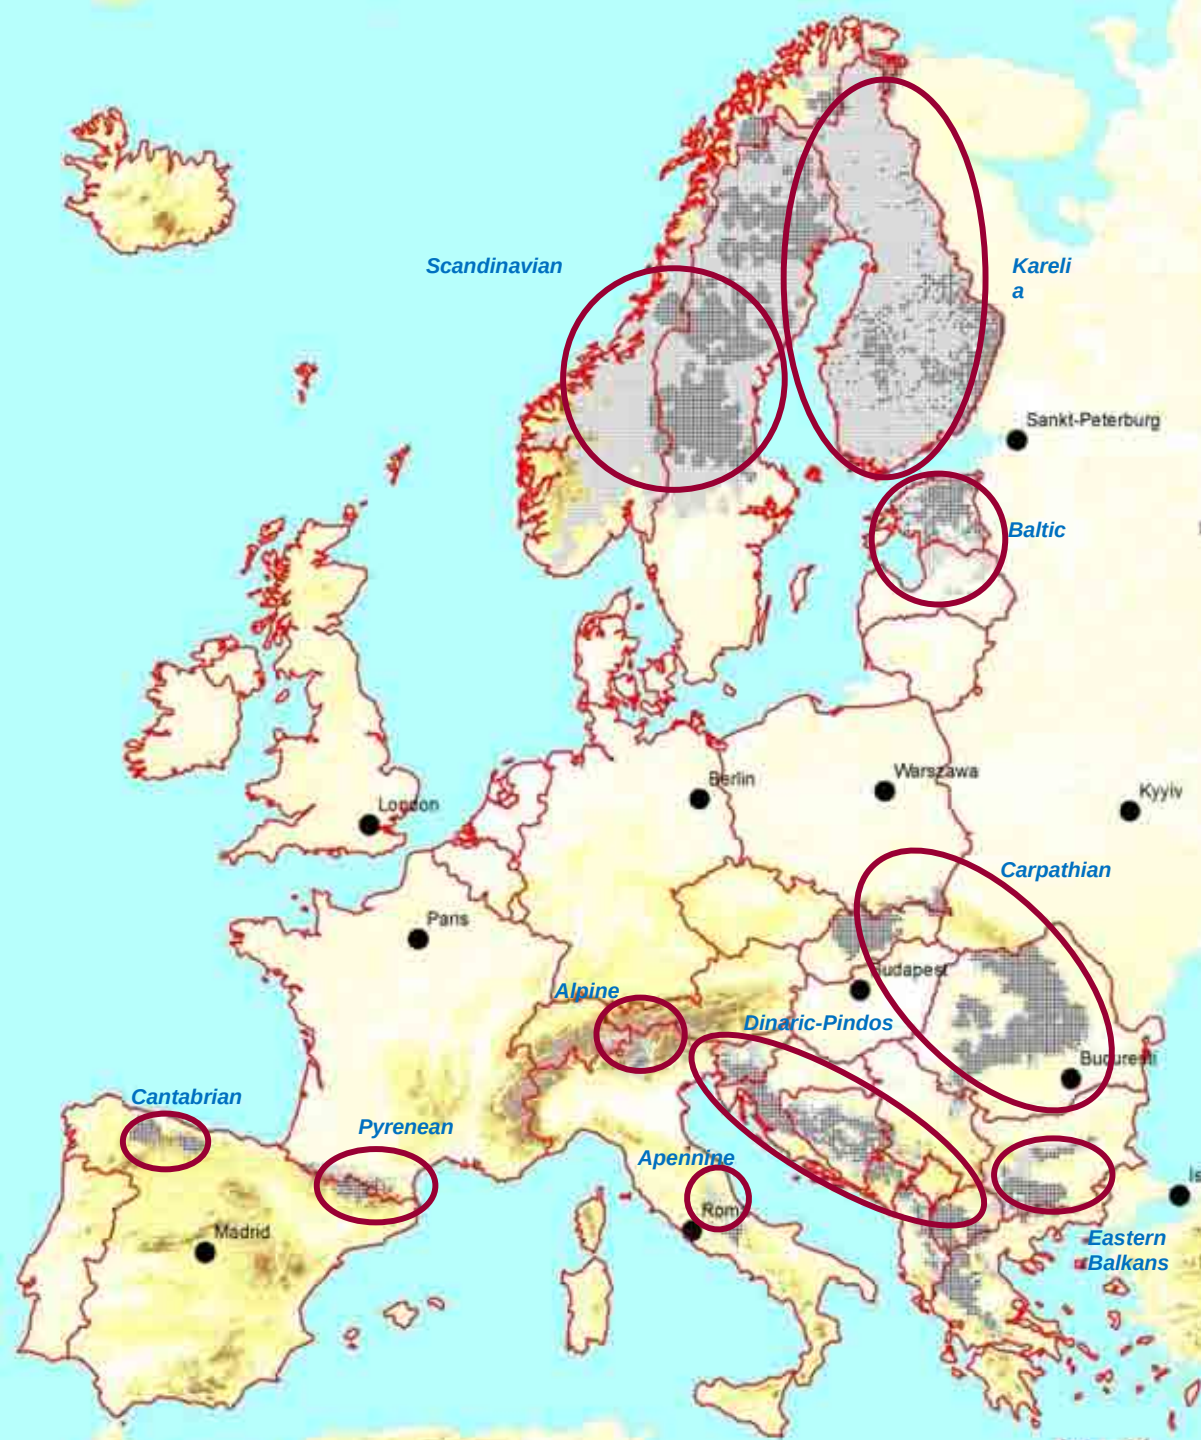 Scandinavian
Kareli
a
Sankt-Peterburg
Baltic
Berlin
Warszawa
Kyyiv
London
Carpathian
Paris
Budapest
Alpine
Dinaric-Pindos
Bucuresti
Cantabrian
Pyrenean
Apennine
Is
Rom
Madrid
Eastern
Balkans